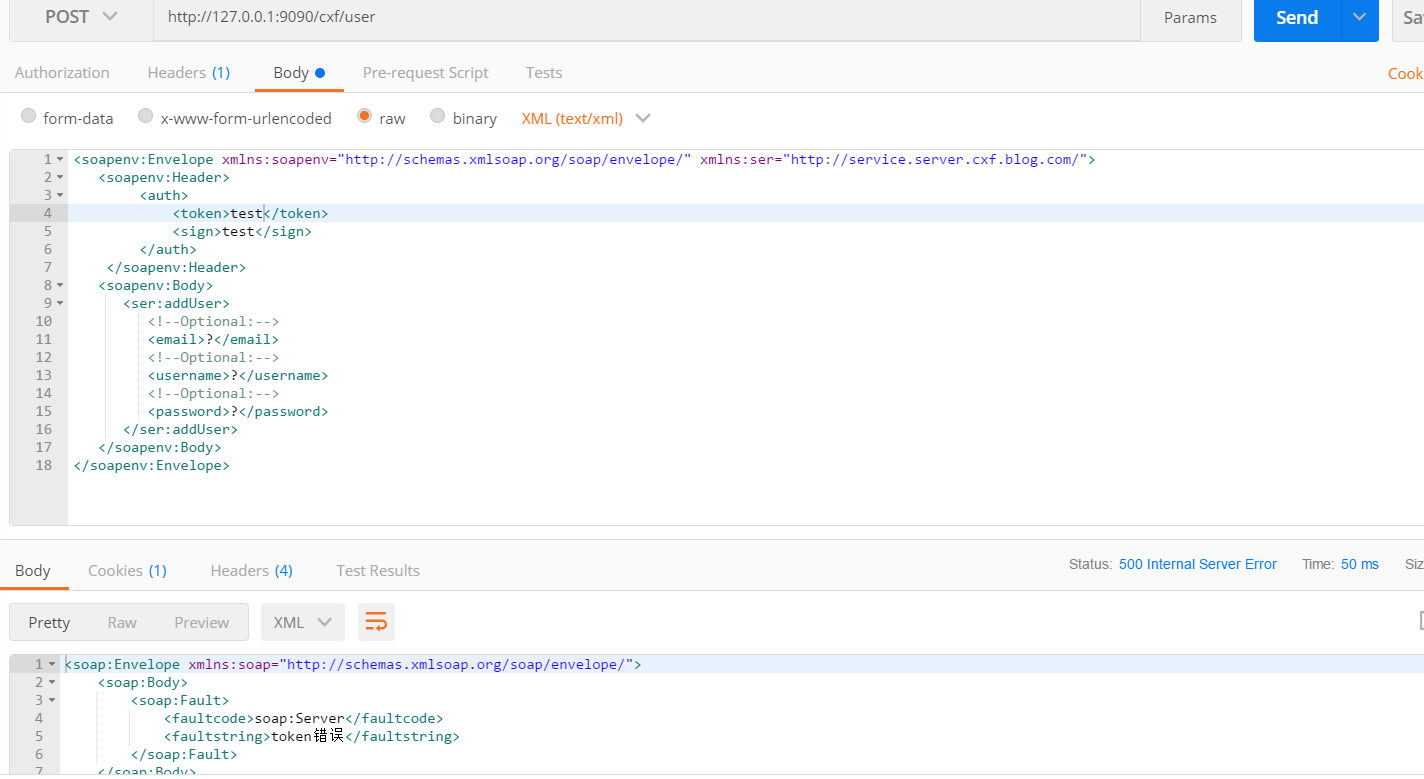 POST http://127.0.0.1:9090/cxf/user Params Send Sa
Authorization Headers (1) Body Pre-request Script Tests Cook
form-data x-www-form-urlencoded raw binary XML (text/xml)
1 <soapenv:Envelope xmlns:soapenv="http://schemas.xmlsoap.org/soap/envelope/" xmlns:ser="http://service.server.cxf.blog.com/">
2 <soapenv:Header>
3 <auth>
4 <token>test</token>
5 <sign>test</sign>
6 </auth>
7 </soapenv:Header>
8 <soapenv:Body>
9 <ser:addUser>
10 <!--Optional:-->
11 <email>?</email>
12 <!--Optional:-->
13 <username>?</username>
14 <!--Optional:-->
15 <password>?</password>
16 </ser:addUser>
17 </soapenv:Body>
18 </soapenv:Envelope>
Body Cookies (1) Headers (4) Test Results Status: 500 Internal Server Error Time: 50 ms Siz
Pretty Raw Preview XML
1 <soap:Envelope xmlns:soap="http://schemas.xmlsoap.org/soap/envelope/">
2 <soap:Body>
3 <soap:Fault>
4 <faultcode>soap:Server</faultcode>
5 <faultstring>token错误</faultstring>
6 </soap:Fault>
7 </soap:Body>